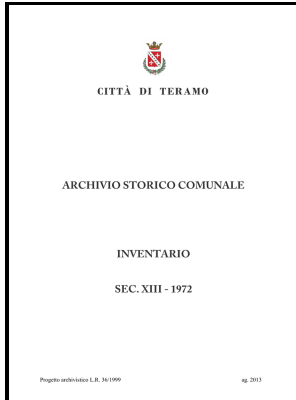 CITTÀ DI TERAMO
ARCHIVIO STORICO COMUNALE
INVENTARIO
SEC. XIII - 1972
Progetto archivistico L.R. 36/1999 ag. 2013